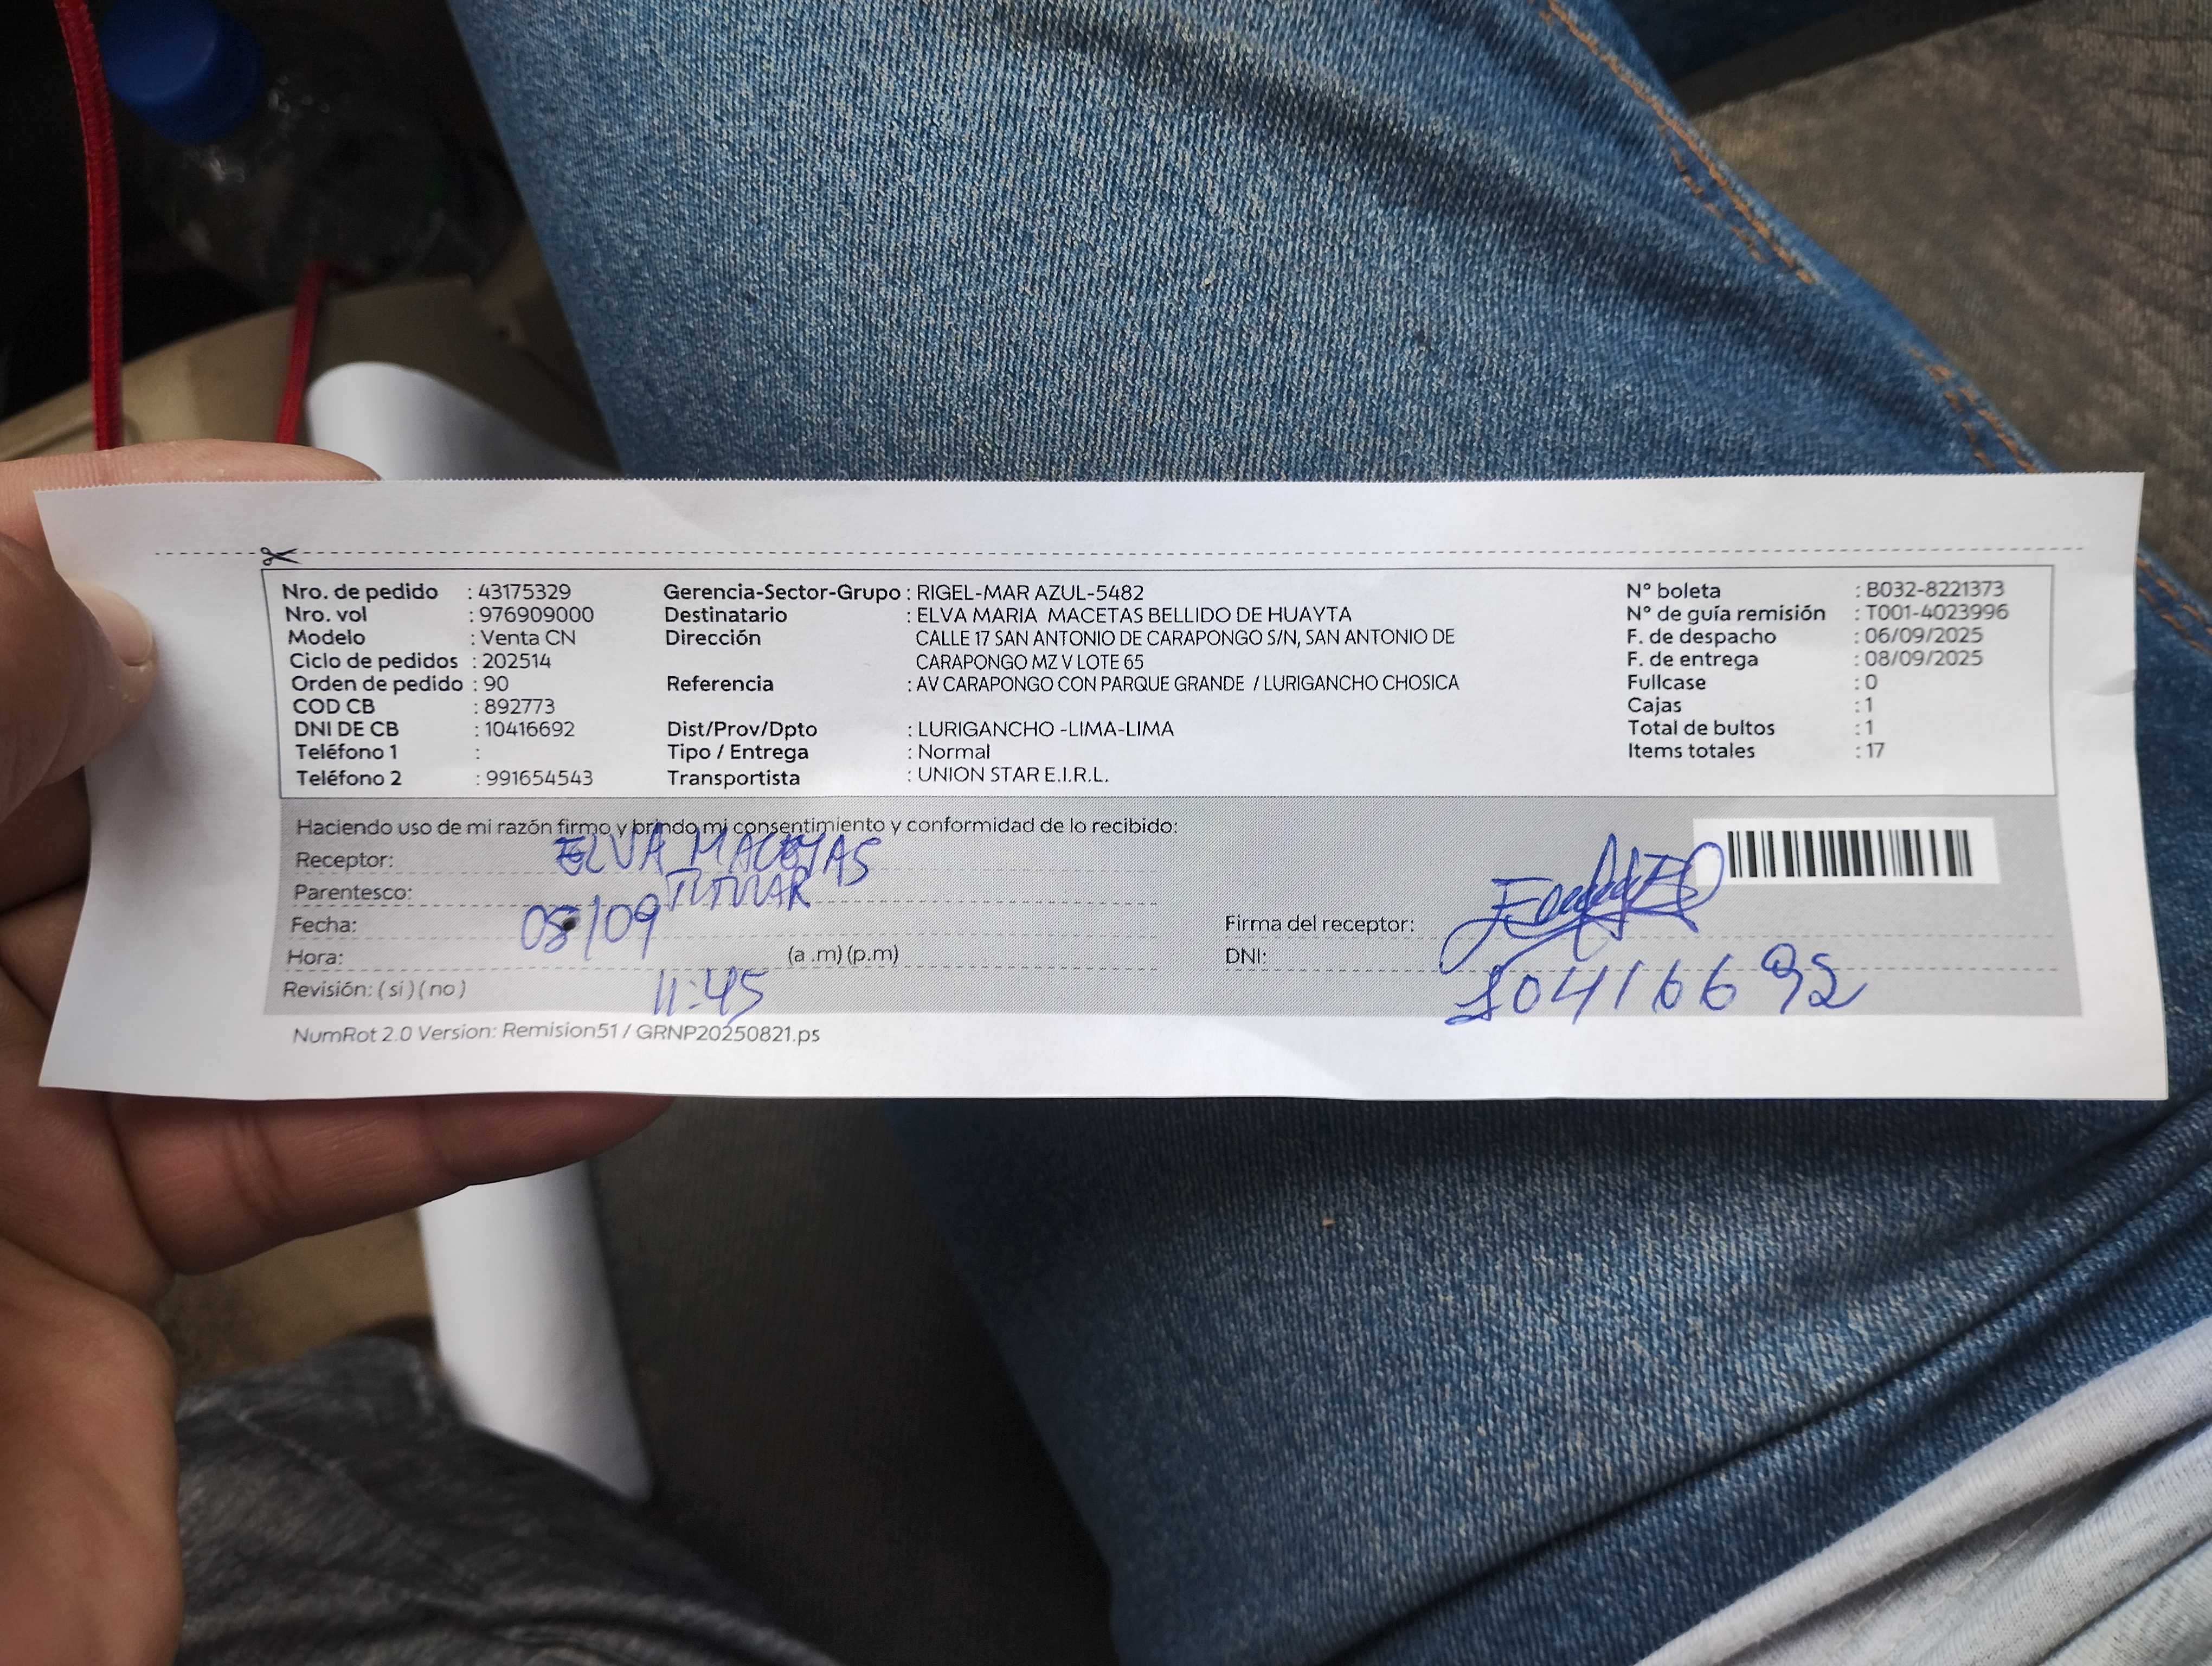 Nro. de pedido : 43175329 Gerencia-Sector-Grupo : RIGEL-MAR AZUL-5482 N° boleta : B032-8221373
Nro. vol : 976909000 Destinatario : ELVA MARIA MACETAS BELLIDO DE HUAYTA N° de guía remisión : T001-4023996
Modelo : Venta CN Dirección CALLE 17 SAN ANTONIO DE CARAPONGO S/N, SAN ANTONIO DE F. de despacho : 06/09/2025
Ciclo de pedidos : 202514 CARAPONGO MZ V LOTE 65 F. de entrega : 08/09/2025
Orden de pedido : 90 Referencia : AV CARAPONGO CON PARQUE GRANDE / LURIGANCHO CHOSICA Fullcase : 0
COD CB : 892773 Cajas : 1
DNI DE CB : 10416692 Dist/Prov/Dpto : LURIGANCHO -LIMA-LIMA Total de bultos : 1
Teléfono 1 : Tipo / Entrega : Normal Items totales : 17
Teléfono 2 : 991654543 Transportista : UNION STAR E.I.R.L.
Haciendo uso de mi razón firmo y brindo mi consentimiento y conformidad de lo recibido:
Receptor: ELVA MACETAS
Parentesco: TITULAR
Fecha: 08/09 Firma del receptor:
Hora: (a .m) (p.m) DNI:
Revisión: ( si ) ( no ) 11:45 10416692
NumRot 2.0 Version: Remision51 / GRNP20250821.ps